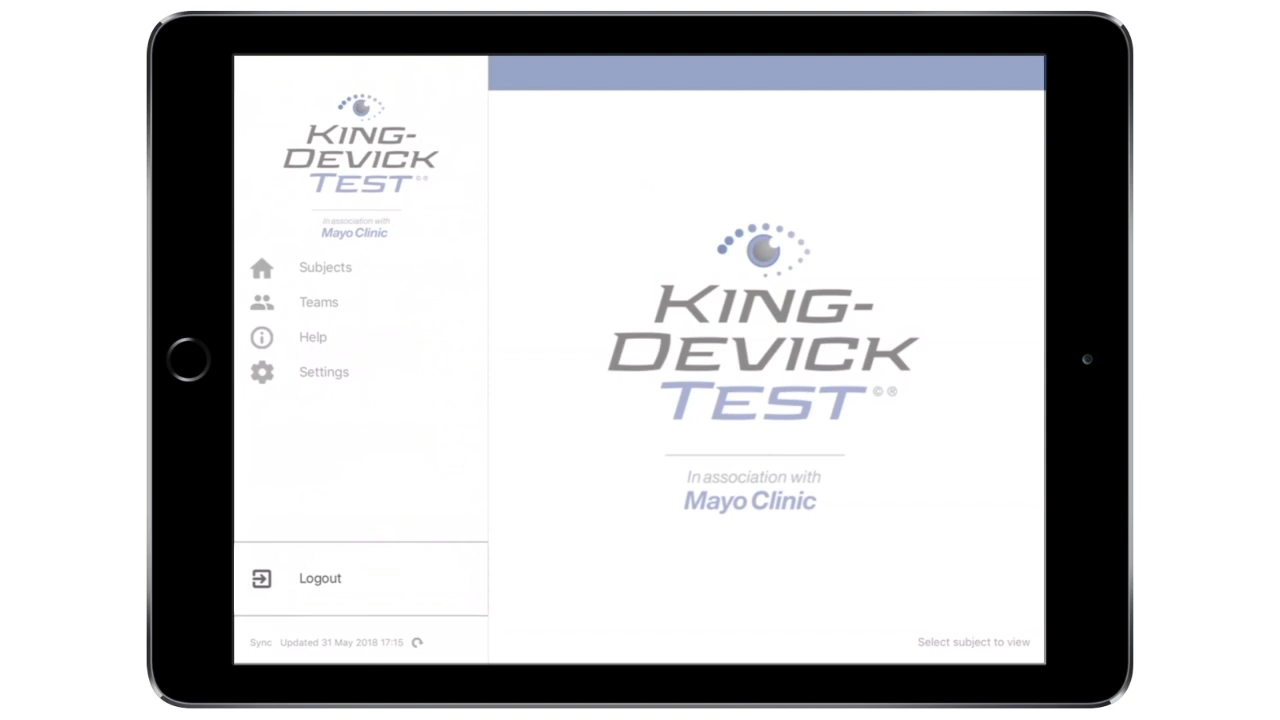 KING-
DEVICK
TEST ©®
In association with
Mayo Clinic
Subjects
Teams
Help
Settings
Logout
Sync Updated 31 May 2018 17:15
KING-
DEVICK
TEST ©®
In association with
Mayo Clinic
Select subject to view